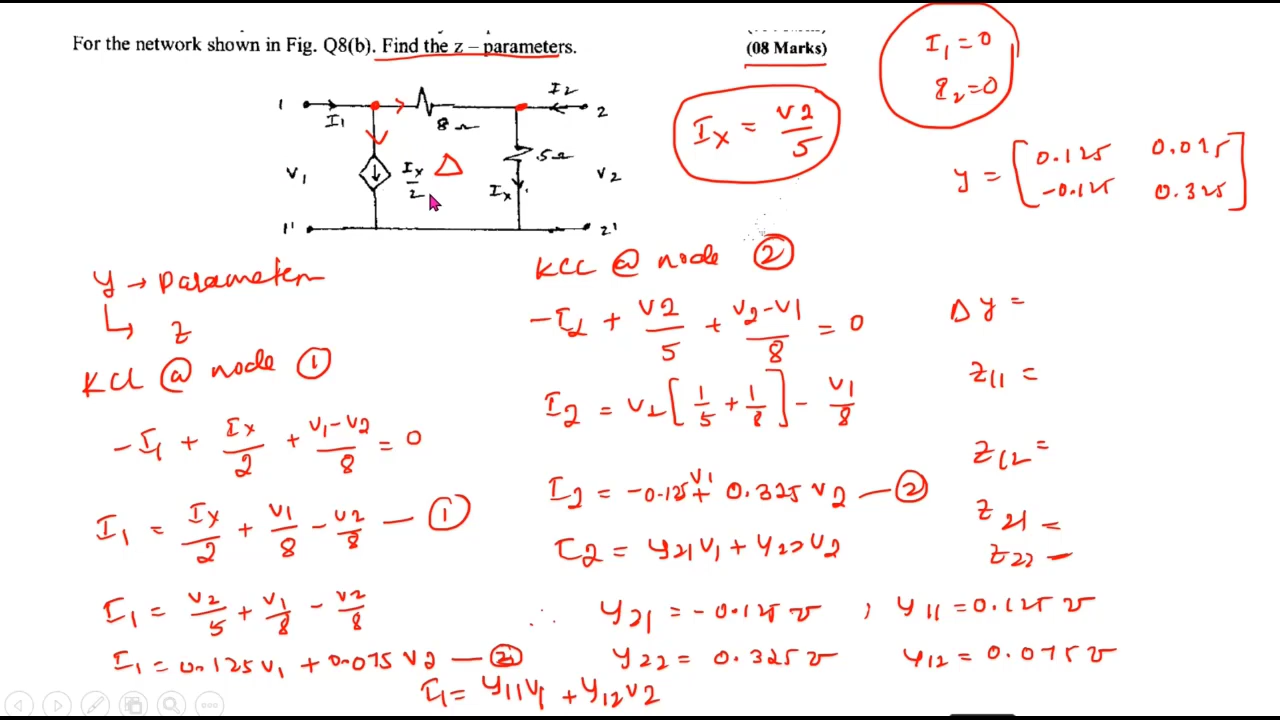 For the network shown in Fig. Q8(b). Find the z – parameters.
(08 Marks)
I1 = 0
I2 = 0
1
I1
8 Ω
I2
2
V1
Ix/2
Δ
5Ω
Ix
V2
1'
2'
Ix = V2/5
y = [0.125 0.075
-0.125 0.325]
y → Parameters
↳ z
KCL @ node ①
-I1 + Ix/2 + (V1-V2)/8 = 0
I1 = Ix/2 + V1/8 - V2/8 — ①
I1 = V2/5 + V1/8 - V2/8
I1 = 0.125V1 + 0.075 V2 — ②
I1 = y11V1 + y12V2
KCL @ node ②
-I2 + V2/5 + (V2-V1)/8 = 0
I2 = V2 [1/5 + 1/8] - V1/8
I2 = -0.125 V1 + 0.325 V2 — ②
I2 = y21V1 + y22V2
∴ y21 = -0.125 ℧ ; y11 = 0.125 ℧
y22 = 0.325 ℧ y12 = 0.075 ℧
Δy =
Z11 =
Z12 =
Z21 =
Z22 –